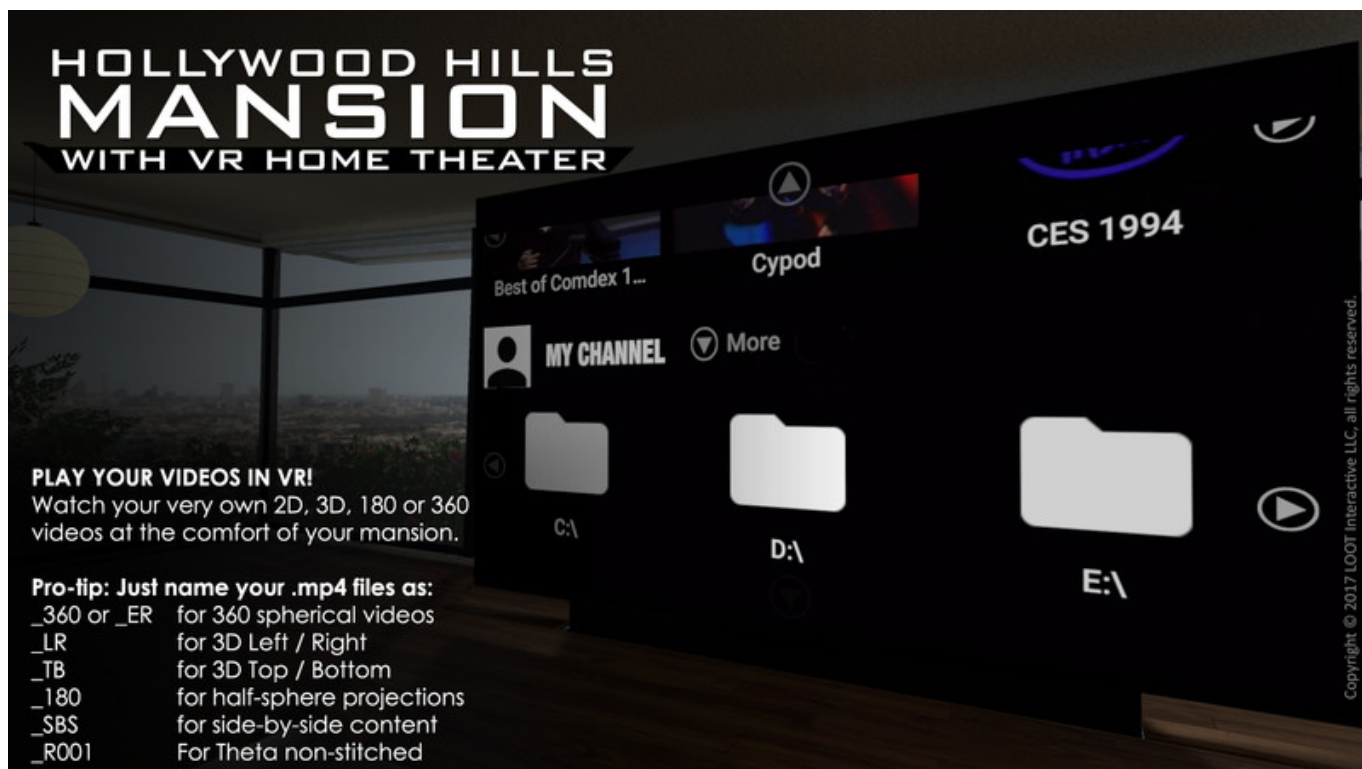 HOLLYWOOD HILLS
MANSION
WITH VR HOME THEATER
Best of Comdex 1...
Cypod
CES 1994
MY CHANNEL
More
C:\
D:\
E:\
PLAY YOUR VIDEOS IN VR!
Watch your very own 2D, 3D, 180 or 360
videos at the comfort of your mansion.
Pro-tip: Just name your .mp4 files as:
_360 or _ER for 360 spherical videos
_LR for 3D Left / Right
_TB for 3D Top / Bottom
_180 for half-sphere projections
_SBS for side-by-side content
_R001 For Theta non-stitched
Copyright © 2017 LOOT Interactive LLC, all rights reserved.